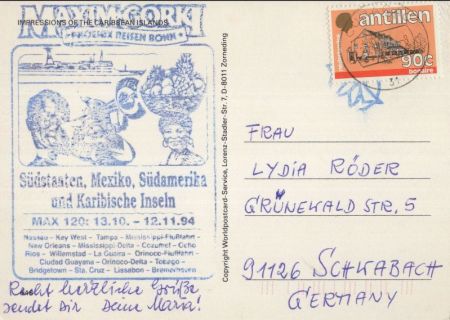 IMPRESSIONS OF THE CARIBBEAN ISLANDS
MAXIM GORKI
PHOENIX REISEN BONN
Südstaaten, Mexiko, Südamerika
und Karibische Inseln
MAX 120: 13.10. - 12.11.94
Nassau - Key West - Tampa - Mississippi-Flußfahrt -
New Orleans - Mississippi-Delta - Cozumel - Ocho
Rios - Willemstad - La Guaira - Orinoco-Flußfahrt
Ciudad Guayana - Orinoco-Delta - Tobago -
Bridgetown - Sta. Cruz - Lissabon - Bremerhaven
Recht herzliche Grüße
sendet Dir Deine Maria!
Copyright Worldpostcard-Service, Lorenz-Stadler-Str. 7, D-8011 Zorneding
antillen
90c
bonaire
31
FRAU
LYDIA RÖDER
GRÜNEWALD STR, 5
91126 SCHWABACH
GERMANY